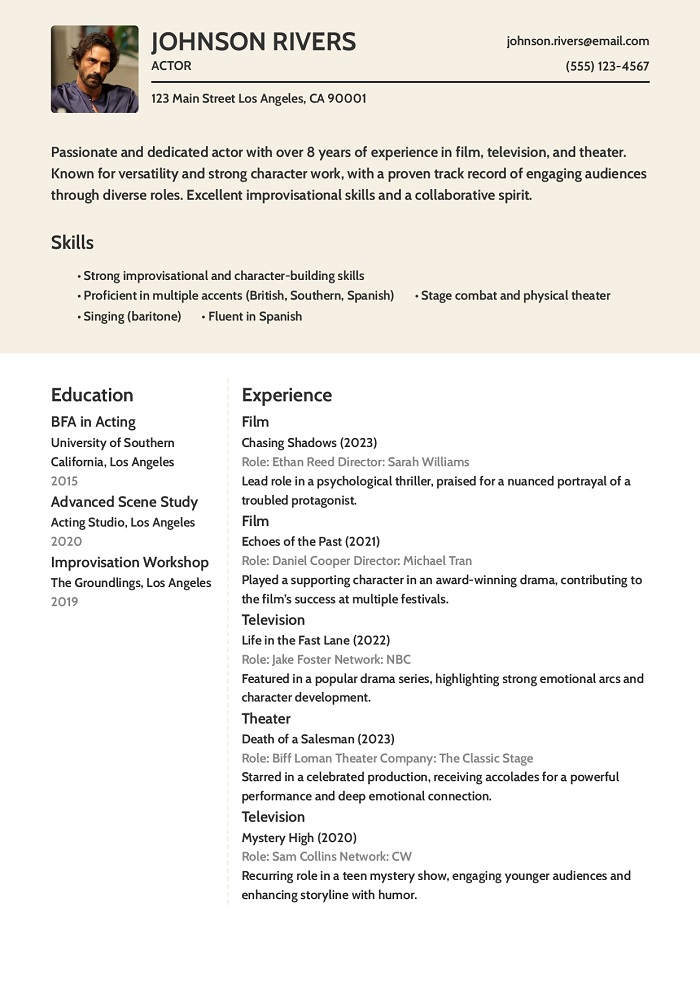 JOHNSON RIVERS
ACTOR
johnson.rivers@email.com
(555) 123-4567
123 Main Street Los Angeles, CA 90001
Passionate and dedicated actor with over 8 years of experience in film, television, and theater.
Known for versatility and strong character work, with a proven track record of engaging audiences
through diverse roles. Excellent improvisational skills and a collaborative spirit.
Skills
• Strong improvisational and character-building skills
• Proficient in multiple accents (British, Southern, Spanish) • Stage combat and physical theater
• Singing (baritone) • Fluent in Spanish
Education
BFA in Acting
University of Southern
California, Los Angeles
2015
Advanced Scene Study
Acting Studio, Los Angeles
2020
Improvisation Workshop
The Groundlings, Los Angeles
2019
Experience
Film
Chasing Shadows (2023)
Role: Ethan Reed Director: Sarah Williams
Lead role in a psychological thriller, praised for a nuanced portrayal of a
troubled protagonist.
Film
Echoes of the Past (2021)
Role: Daniel Cooper Director: Michael Tran
Played a supporting character in an award-winning drama, contributing to
the film's success at multiple festivals.
Television
Life in the Fast Lane (2022)
Role: Jake Foster Network: NBC
Featured in a popular drama series, highlighting strong emotional arcs and
character development.
Theater
Death of a Salesman (2023)
Role: Biff Loman Theater Company: The Classic Stage
Starred in a celebrated production, receiving accolades for a powerful
performance and deep emotional connection.
Television
Mystery High (2020)
Role: Sam Collins Network: CW
Recurring role in a teen mystery show, engaging younger audiences and
enhancing storyline with humor.